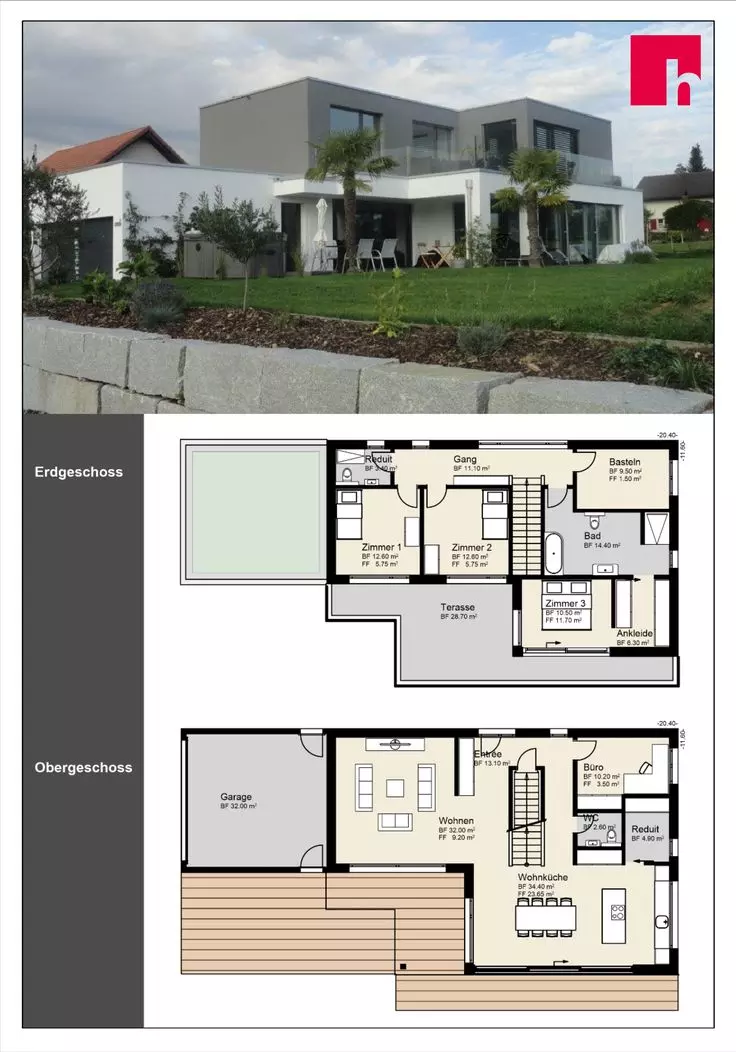 h
Erdgeschoss
-20.40-
-11.60-
Reduit
BF 3.40 m²
Gang
BF 11.10 m²
Basteln
BF 9.50 m²
FF 1.50 m²
Zimmer 1
BF 12.60 m²
FF 5.75 m²
Zimmer 2
BF 12.60 m²
FF 5.75 m²
Bad
BF 14.40 m²
Terasse
BF 28.70 m²
Zimmer 3
BF 10.50 m²
FF 11.70 m²
Ankleide
BF 6.30 m²
Obergeschoss
-20.40-
-11.60-
Garage
BF 32.00 m²
Entrée
BF 13.10 m²
Büro
BF 10.20 m²
FF 3.50 m²
Wohnen
BF 32.00 m²
FF 9.20 m²
WC
BF 2.60 m²
Reduit
BF 4.90 m²
Wohnküche
BF 34.40 m²
FF 23.65 m²